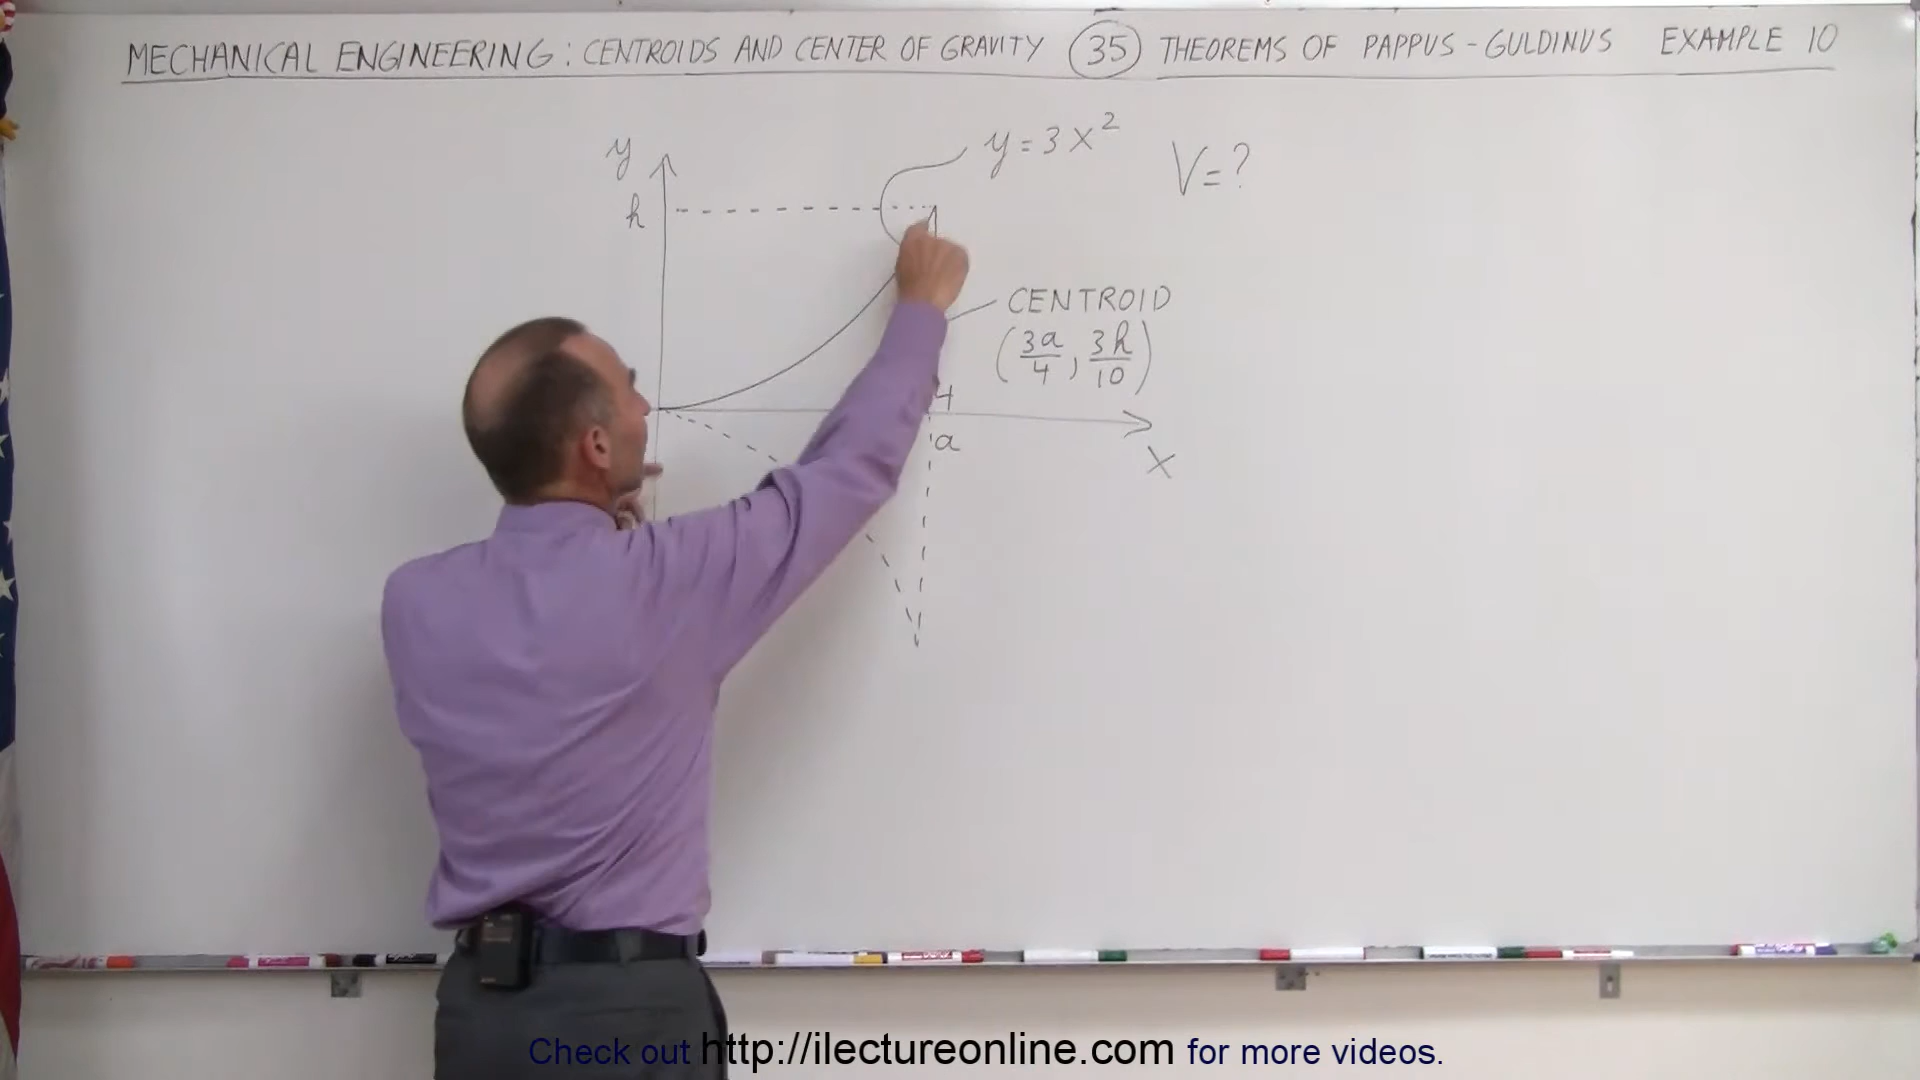 MECHANICAL ENGINEERING: CENTROIDS AND CENTER OF GRAVITY (35) THEOREMS OF PAPPUS-GULDINUS EXAMPLE 10
y
y=3x²
V=?
h
CENTROID
(3a/4, 3h/10)
4
a
x
Check out http://ilectureonline.com for more videos.